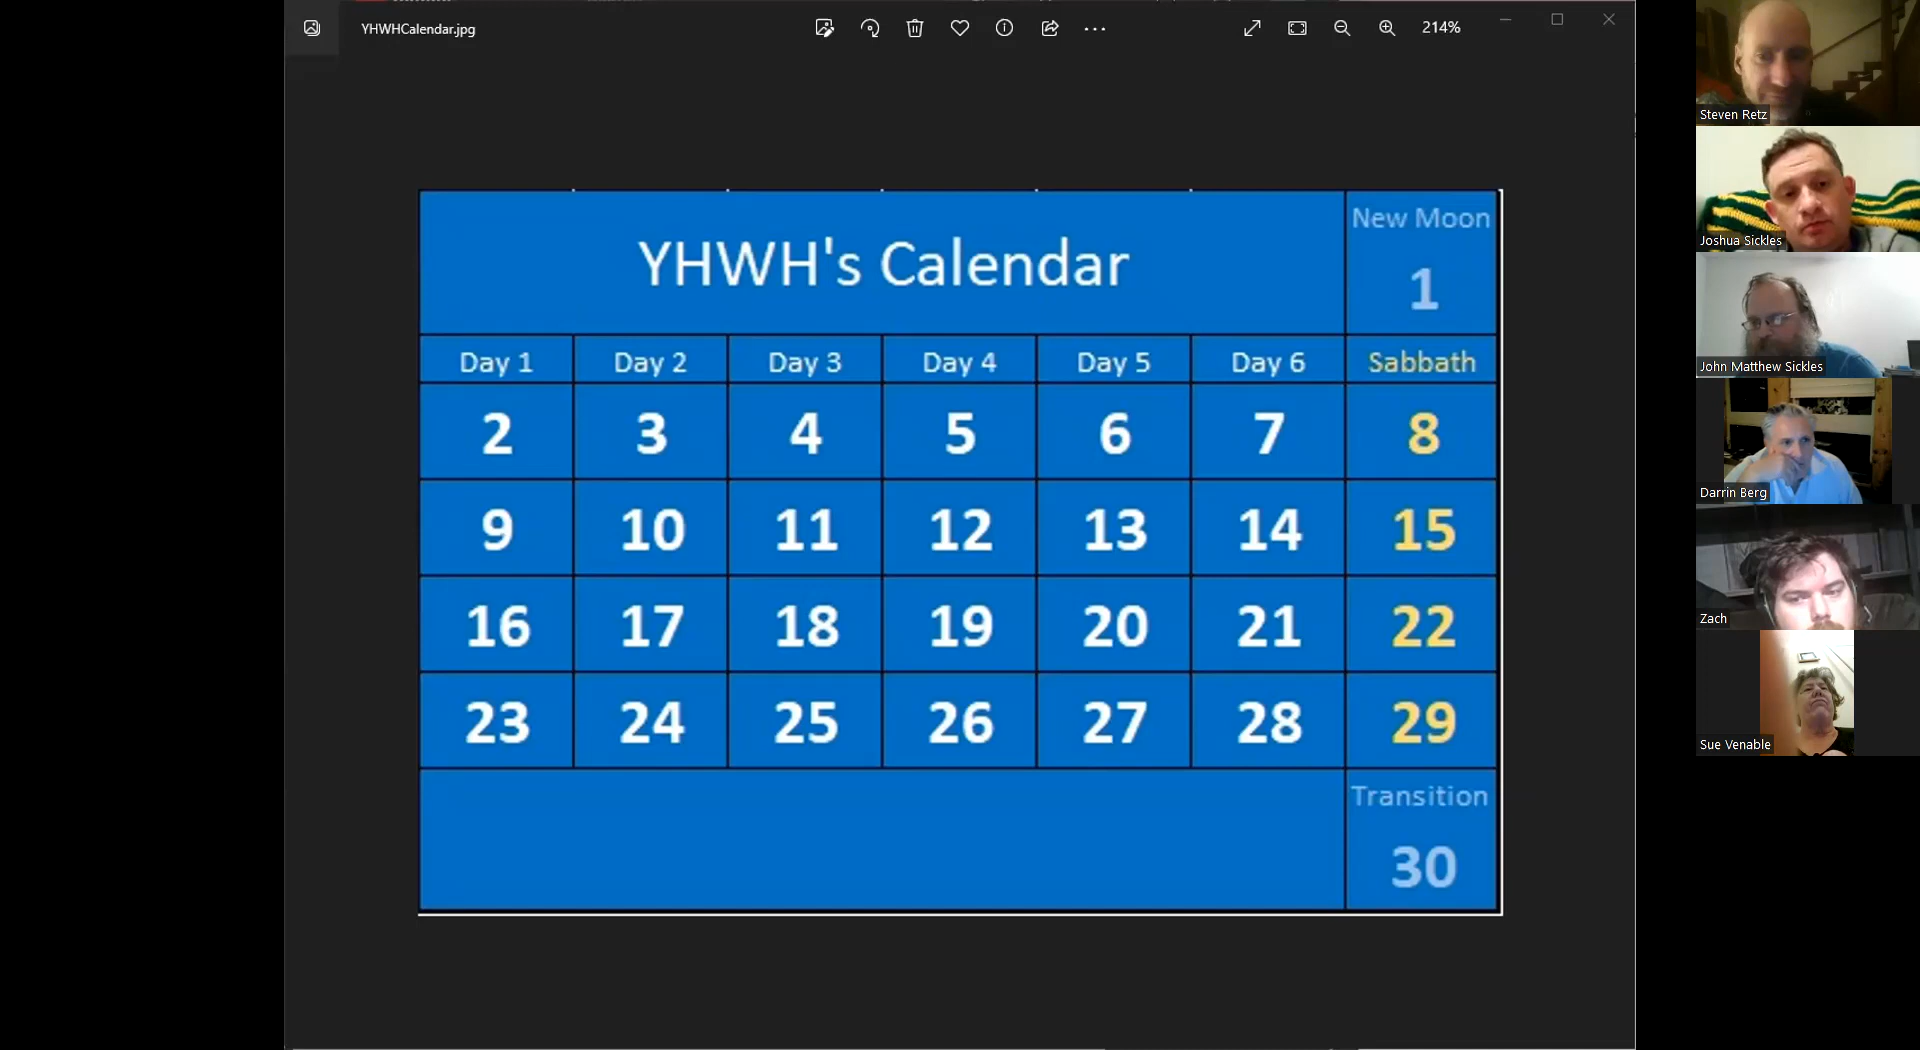 YHWHCalendar.jpg
214%
YHWH's Calendar
New Moon
1
Day 1 Day 2 Day 3 Day 4 Day 5 Day 6 Sabbath
2 3 4 5 6 7 8
9 10 11 12 13 14 15
16 17 18 19 20 21 22
23 24 25 26 27 28 29
Transition
30
Steven Retz
Joshua Sickles
John Matthew Sickles
Darrin Berg
Zach
Sue Venable